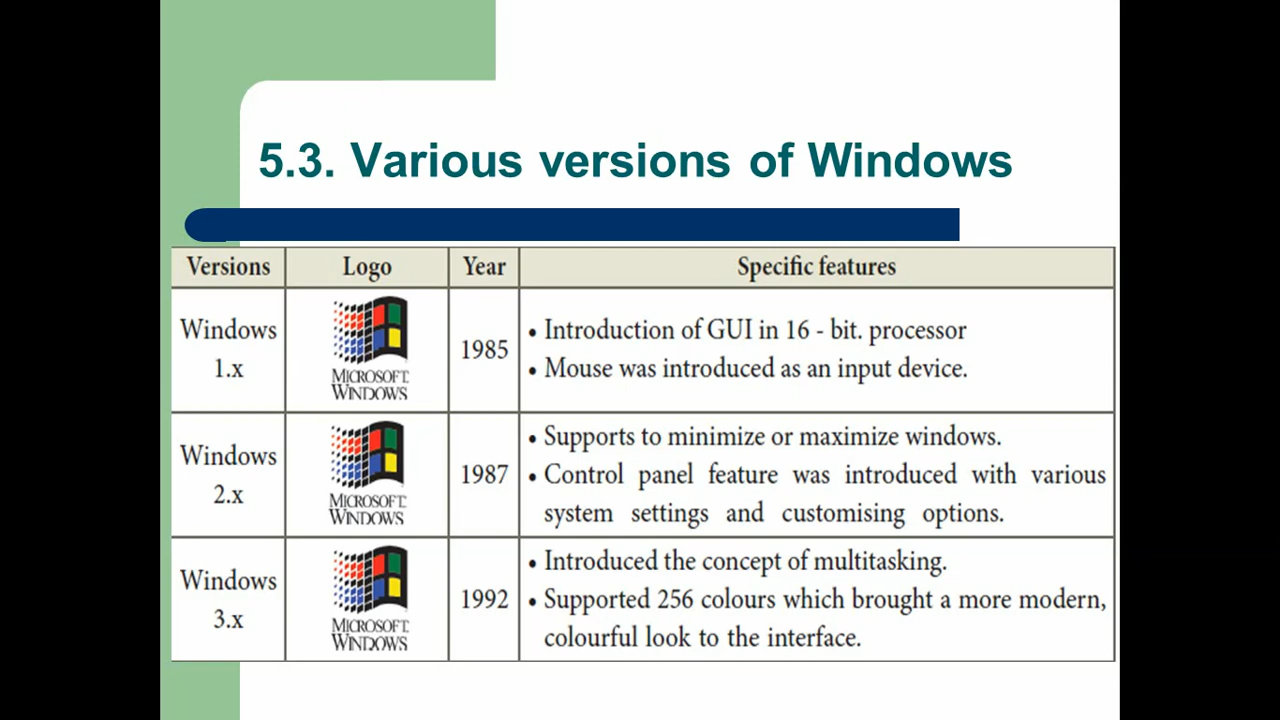 5.3. Various versions of Windows
Versions Logo Year Specific features
Windows
1.x
MICROSOFT
WINDOWS
1985
• Introduction of GUI in 16 - bit. processor
• Mouse was introduced as an input device.
Windows
2.x
MICROSOFT
WINDOWS
1987
• Supports to minimize or maximize windows.
• Control panel feature was introduced with various
system settings and customising options.
Windows
3.x
MICROSOFT
WINDOWS
1992
• Introduced the concept of multitasking.
• Supported 256 colours which brought a more modern,
colourful look to the interface.